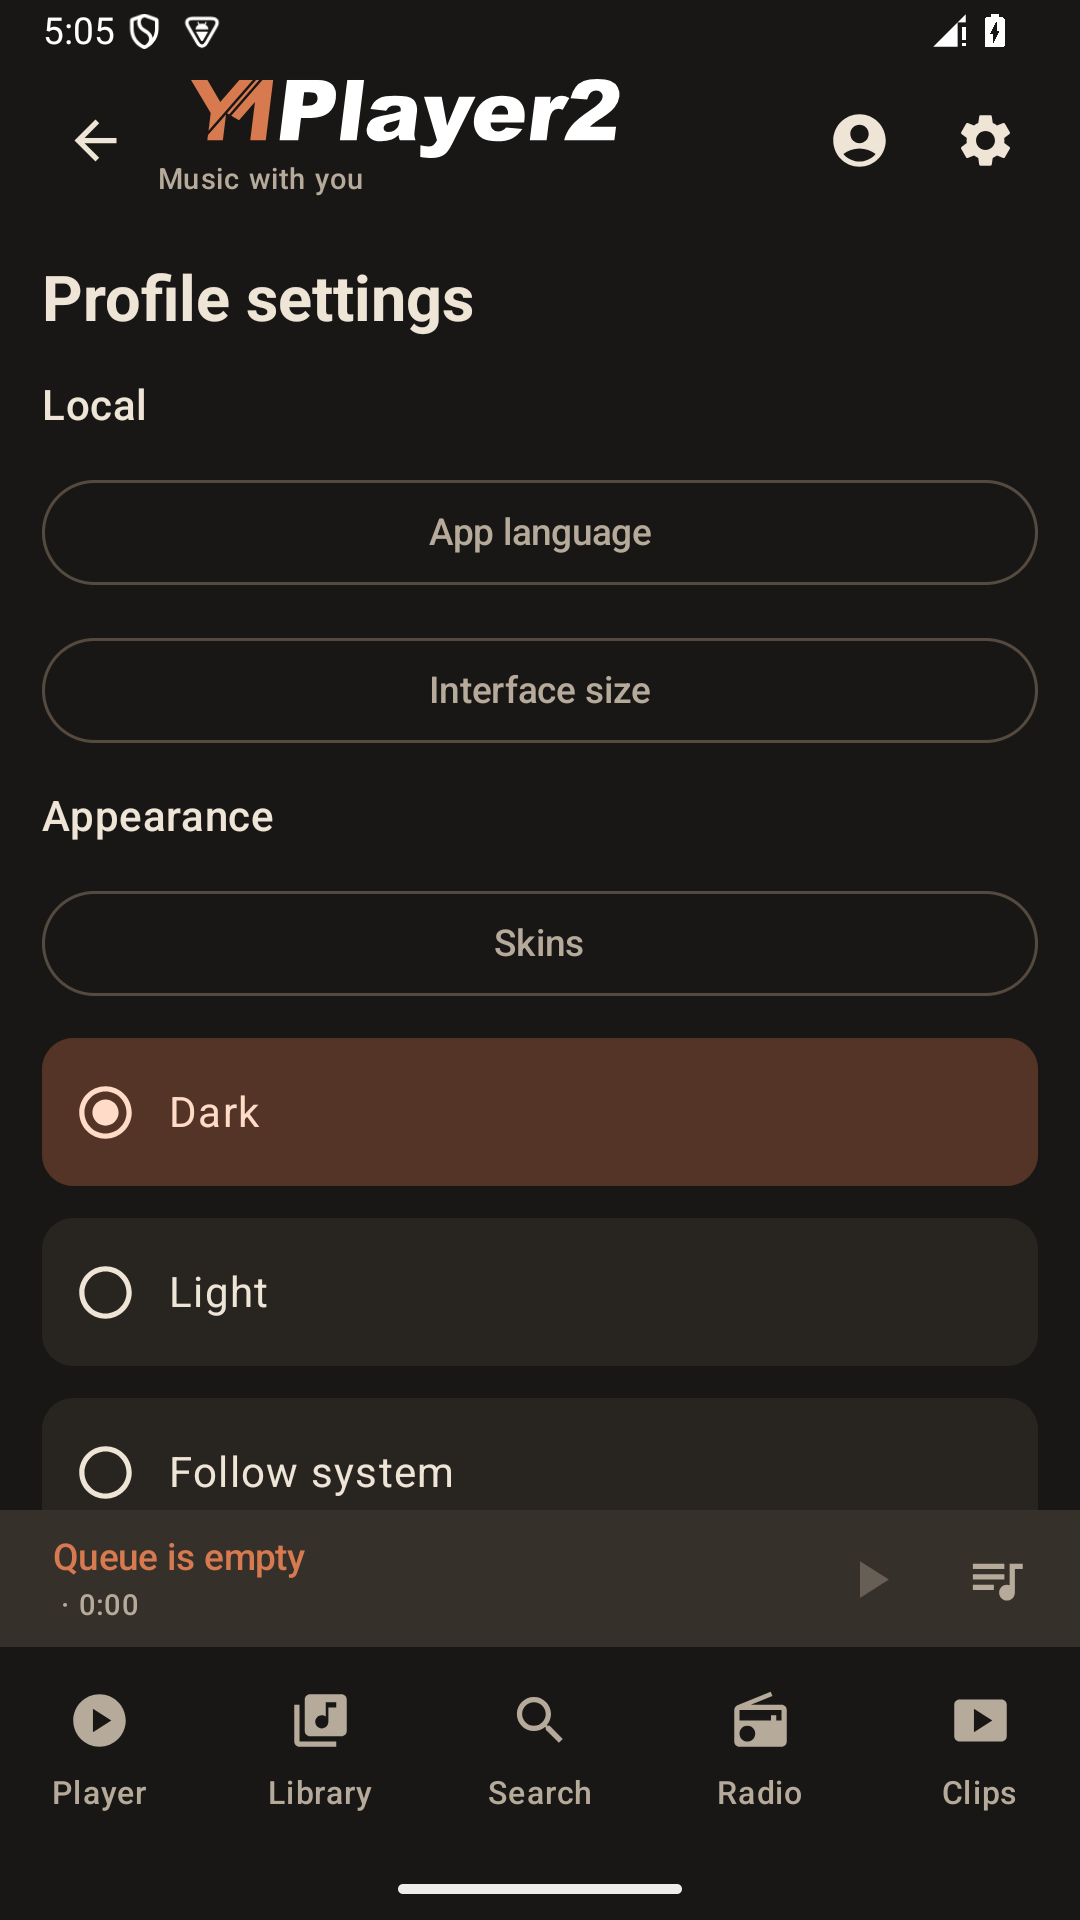 5:05
YMPlayer2
Music with you
Profile settings
Local
App language
Interface size
Appearance
Skins
Dark
Light
Follow system
Queue is empty
· 0:00
Player
Library
Search
Radio
Clips